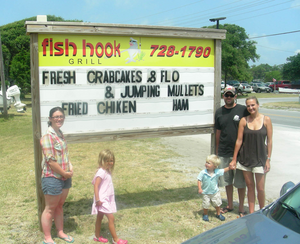 fish hook
728-1790
GRILL
FRESH CRABCAKES & FLO
& JUMPING MULLETS
FRIED CHIKEN HAM